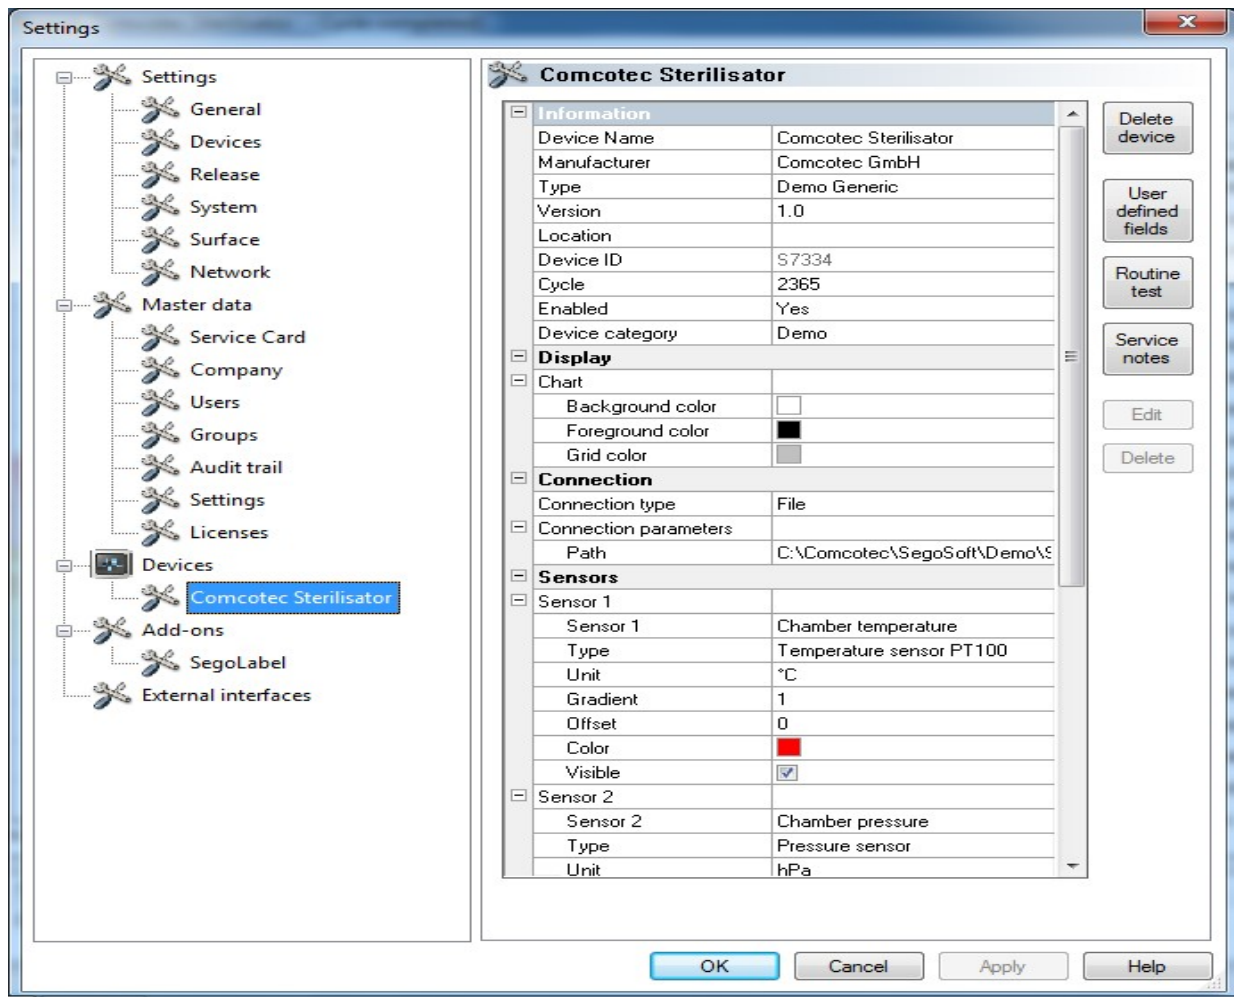 Settings
Settings
General
Devices
Release
System
Surface
Network
Master data
Service Card
Company
Users
Groups
Audit trail
Settings
Licenses
Devices
Comcotec Sterilisator
Add-ons
SegoLabel
External interfaces
Comcotec Sterilisator
Information
Device Name Comcotec Sterilisator
Manufacturer Comcotec GmbH
Type Demo Generic
Version 1.0
Location
Device ID S7334
Cycle 2365
Enabled Yes
Device category Demo
Display
Chart
Background color
Foreground color
Grid color
Connection
Connection type File
Connection parameters
Path C:\Comcotec\SegoSoft\Demo\S
Sensors
Sensor 1
Sensor 1 Chamber temperature
Type Temperature sensor PT100
Unit °C
Gradient 1
Offset 0
Color
Visible
Sensor 2
Sensor 2 Chamber pressure
Type Pressure sensor
Unit hPa
Delete
device
User
defined
fields
Routine
test
Service
notes
Edit
Delete
OK Cancel Apply Help